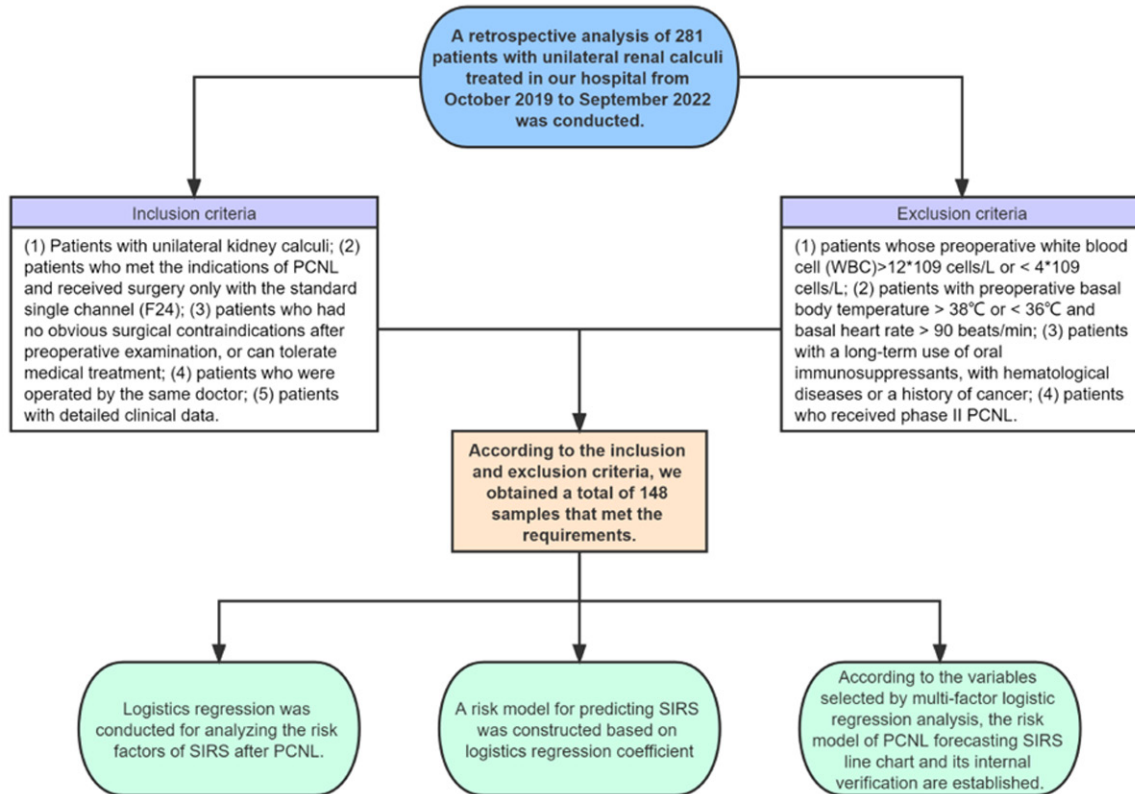 A retrospective analysis of 281
patients with unilateral renal calculi
treated in our hospital from
October 2019 to September 2022
was conducted.
Inclusion criteria
(1) Patients with unilateral kidney calculi; (2)
patients who met the indications of PCNL
and received surgery only with the standard
single channel (F24); (3) patients who had
no obvious surgical contraindications after
preoperative examination, or can tolerate
medical treatment; (4) patients who were
operated by the same doctor; (5) patients
with detailed clinical data.
Exclusion criteria
(1) patients whose preoperative white blood
cell (WBC)>12*109 cells/L or < 4*109
cells/L; (2) patients with preoperative basal
body temperature > 38℃ or < 36℃ and
basal heart rate > 90 beats/min; (3) patients
with a long-term use of oral
immunosuppressants, with hematological
diseases or a history of cancer; (4) patients
who received phase II PCNL.
According to the inclusion
and exclusion criteria, we
obtained a total of 148
samples that met the
requirements.
Logistics regression was
conducted for analyzing the risk
factors of SIRS after PCNL.
A risk model for predicting SIRS
was constructed based on
logistics regression coefficient
According to the variables
selected by multi-factor logistic
regression analysis, the risk
model of PCNL forecasting SIRS
line chart and its internal
verification are established.